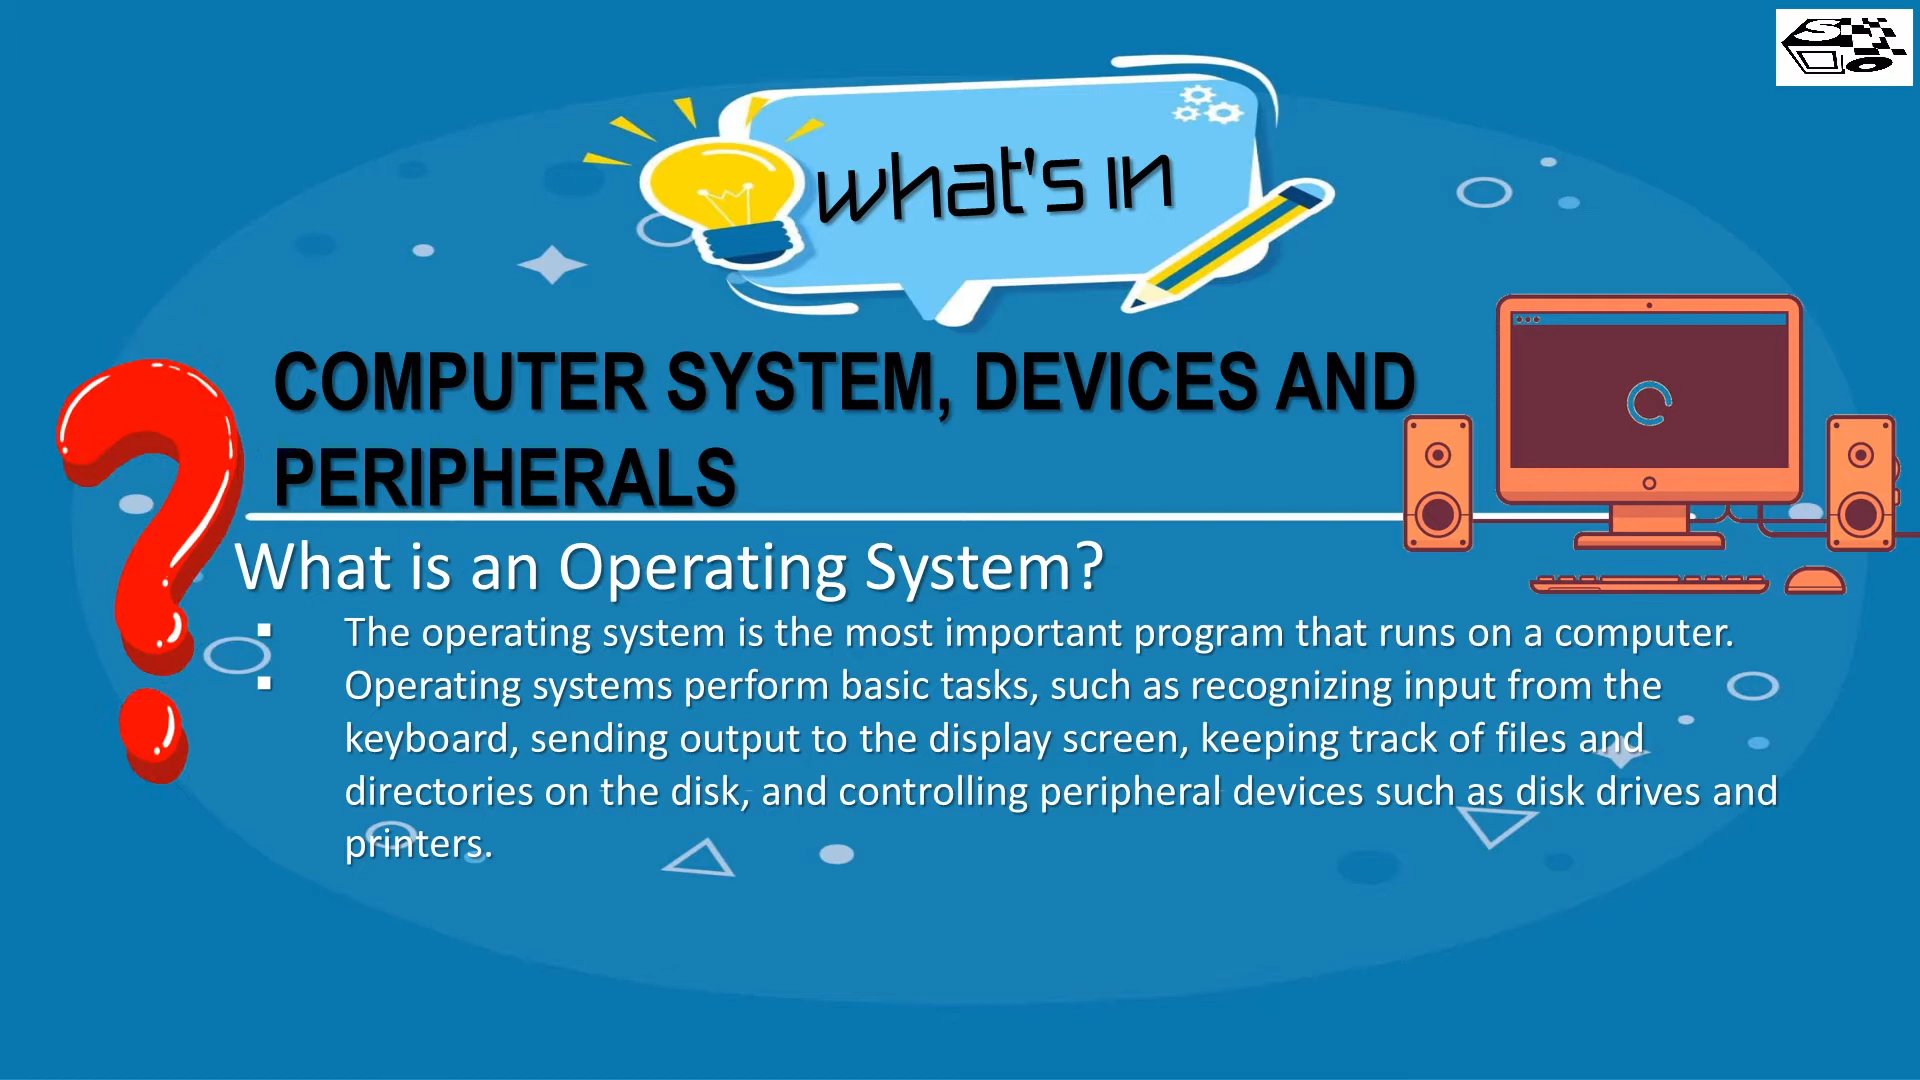 what's in
COMPUTER SYSTEM, DEVICES AND
PERIPHERALS
What is an Operating System?
▪ The operating system is the most important program that runs on a computer.
▪ Operating systems perform basic tasks, such as recognizing input from the
keyboard, sending output to the display screen, keeping track of files and
directories on the disk, and controlling peripheral devices such as disk drives and
printers.